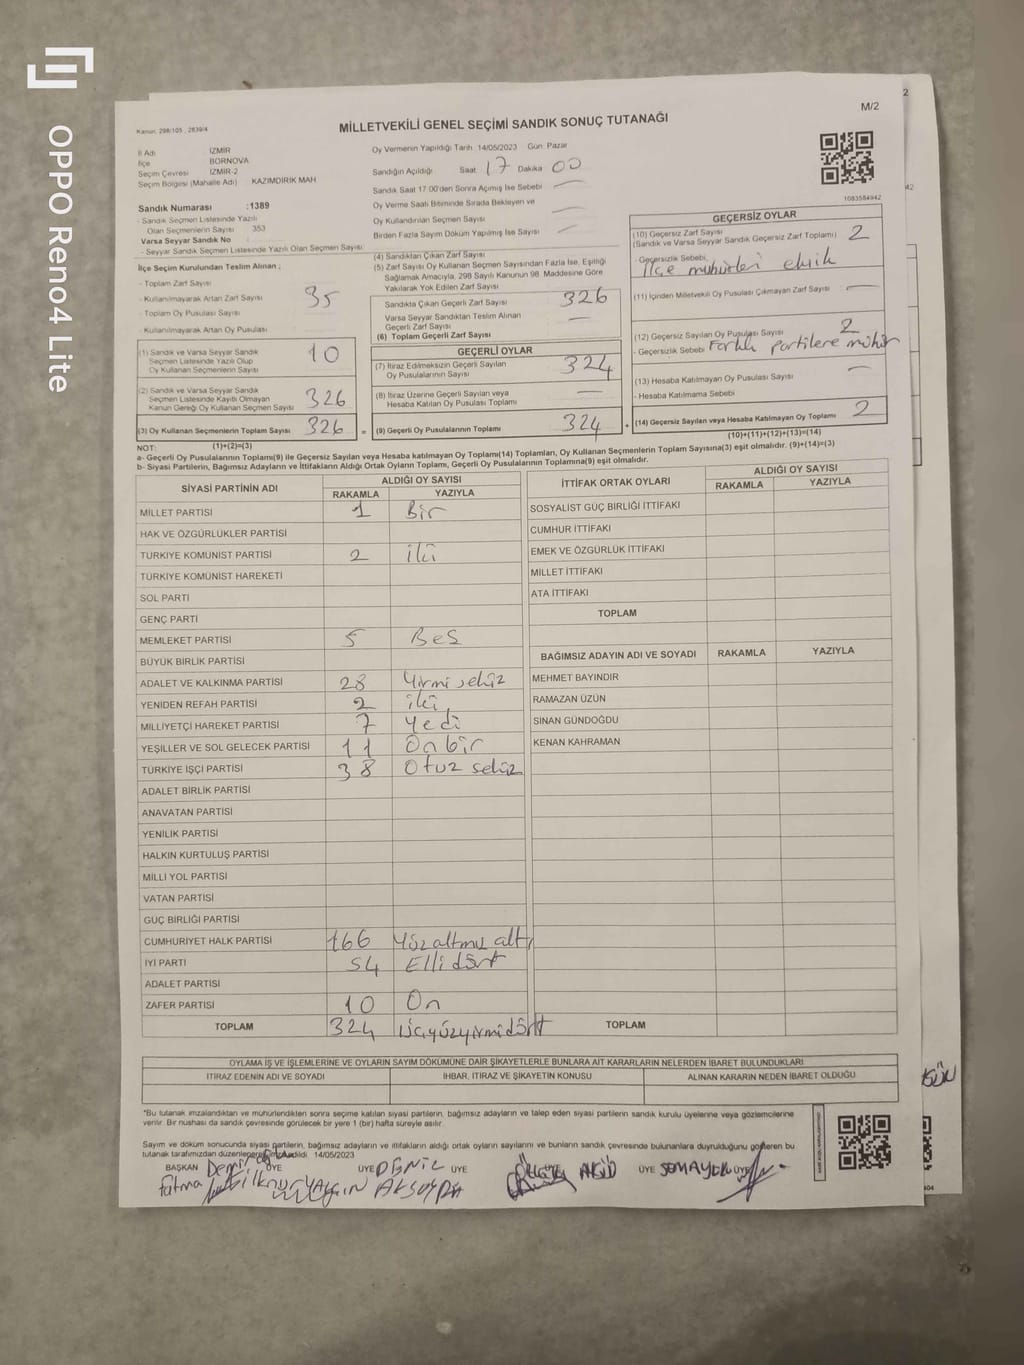 OPPO Reno4 Lite
M/2
Kanun: 298/105 , 2839/4
MİLLETVEKİLİ GENEL SEÇİMİ SANDIK SONUÇ TUTANAĞI
İl Adı İZMİR
İlçe BORNOVA
Seçim Çevresi İZMİR-2
Seçim Bölgesi (Mahalle Adı) KAZIMDİRİK MAH
Sandık Numarası :1389
- Sandık Seçmen Listesinde Yazılı
Olan Seçmenlerin Sayısı 353
Varsa Seyyar Sandık No
- Seyyar Sandık Seçmen Listesinde Yazılı Olan Seçmen Sayısı
Oy Vermenin Yapıldığı Tarih 14/05/2023 Gün Pazar
Sandığın Açıldığı Saat 17 Dakika 00
Sandık Saat 17.00'den Sonra Açılmış İse Sebebi
Oy Verme Saati Bitiminde Sırada Bekleyen ve
Oy Kullandırılan Seçmen Sayısı
Birden Fazla Sayım Döküm Yapılmış İse Sayısı
1083584942
İlçe Seçim Kurulundan Teslim Alınan ;
- Toplam Zarf Sayısı
- Kullanılmayarak Artan Zarf Sayısı 35
- Toplam Oy Pusulası Sayısı
- Kullanılmayarak Artan Oy Pusulası
(1) Sandık ve Varsa Seyyar Sandık
Seçmen Listesinde Yazılı Olup
Oy Kullanan Seçmenlerin Sayısı 10
(2) Sandık ve Varsa Seyyar Sandık
Seçmen Listesinde Kayıtlı Olmayan
Kanun Gereği Oy Kullanan Seçmen Sayısı 326
(3) Oy Kullanan Seçmenlerin Toplam Sayısı 326 =
(1)+(2)=(3)
(4) Sandıktan Çıkan Zarf Sayısı
(5) Zarf Sayısı Oy Kullanan Seçmen Sayısından Fazla İse, Eşitliği
Sağlamak Amacıyla, 298 Sayılı Kanunun 98. Maddesine Göre
Yakılarak Yok Edilen Zarf Sayısı
Sandıkta Çıkan Geçerli Zarf Sayısı 326
Varsa Seyyar Sandıktan Teslim Alınan
Geçerli Zarf Sayısı
(6) Toplam Geçerli Zarf Sayısı
GEÇERLİ OYLAR
(7) İtiraz Edilmeksizin Geçerli Sayılan
Oy Pusulalarının Sayısı 324
(8) İtiraz Üzerine Geçerli Sayılan veya
Hesaba Katılan Oy Pusulası Toplamı
(9) Geçerli Oy Pusulalarının Toplamı 324 +
GEÇERSİZ OYLAR
(10) Geçersiz Zarf Sayısı 2
(Sandık ve Varsa Seyyar Sandık Geçersiz Zarf Toplamı)
- Geçersizlik Sebebi
İlçe mühürleri eksik
(11) İçinden Milletvekili Oy Pusulası Çıkmayan Zarf Sayısı
(12) Geçersiz Sayılan Oy Pusulası Sayısı 2
- Geçersizlik Sebebi Farklı partilere mühür
(13) Hesaba Katılmayan Oy Pusulası Sayısı
- Hesaba Katılmama Sebebi
(14) Geçersiz Sayılan veya Hesaba Katılmayan Oy Toplamı 2
(10)+(11)+(12)+(13)=(14)
NOT:
a- Geçerli Oy Pusulalarının Toplamı(9) ile Geçersiz Sayılan veya Hesaba katılmayan Oy Toplamı(14) Toplamları, Oy Kullanan Seçmenlerin Toplam Sayısına(3) eşit olmalıdır. (9)+(14)=(3)
b- Siyasi Partilerin, Bağımsız Adayların ve İttifakların Aldığı Ortak Oyların Toplamı, Geçerli Oy Pusulalarının Toplamına(9) eşit olmalıdır.
SİYASİ PARTİNİN ADI ALDIĞI OY SAYISI
RAKAMLA YAZIYLA
MİLLET PARTİSİ 1 Bir
HAK VE ÖZGÜRLÜKLER PARTİSİ
TÜRKİYE KOMÜNİST PARTİSİ 2 iki
TÜRKİYE KOMÜNİST HAREKETİ
SOL PARTİ
GENÇ PARTİ
MEMLEKET PARTİSİ 5 Beş
BÜYÜK BİRLİK PARTİSİ
ADALET VE KALKINMA PARTİSİ 28 Yirmi sekiz
YENİDEN REFAH PARTİSİ 2 iki
MİLLİYETÇİ HAREKET PARTİSİ 7 Yedi
YEŞİLLER VE SOL GELECEK PARTİSİ 11 On bir
TÜRKİYE İŞÇİ PARTİSİ 38 Otuz sekiz
ADALET BİRLİK PARTİSİ
ANAVATAN PARTİSİ
YENİLİK PARTİSİ
HALKIN KURTULUŞ PARTİSİ
MİLLİ YOL PARTİSİ
VATAN PARTİSİ
GÜÇ BİRLİĞİ PARTİSİ
CUMHURİYET HALK PARTİSİ 166 Yüz altmış altı
İYİ PARTİ 54 Elli dört
ADALET PARTİSİ
ZAFER PARTİSİ 10 On
TOPLAM 324 Üçyüzyirmidört
İTTİFAK ORTAK OYLARI ALDIĞI OY SAYISI
RAKAMLA YAZIYLA
SOSYALİST GÜÇ BİRLİĞİ İTTİFAKI
CUMHUR İTTİFAKI
EMEK VE ÖZGÜRLÜK İTTİFAKI
MİLLET İTTİFAKI
ATA İTTİFAKI
TOPLAM
BAĞIMSIZ ADAYIN ADI VE SOYADI RAKAMLA YAZIYLA
MEHMET BAYINDIR
RAMAZAN ÜZÜN
SİNAN GÜNDOĞDU
KENAN KAHRAMAN
TOPLAM
OYLAMA İŞ VE İŞLEMLERİNE VE OYLARIN SAYIM DÖKÜMÜNE DAİR ŞİKAYETLERLE BUNLARA AİT KARARLARIN NELERDEN İBARET BULUNDUKLARI
İTİRAZ EDENİN ADI VE SOYADI İHBAR, İTİRAZ VE ŞİKAYETİN KONUSU ALINAN KARARIN NEDEN İBARET OLDUĞU
*Bu tutanak imzalandıktan ve mühürlendikten sonra seçime katılan siyasi partilerin, bağımsız adayların ve talep eden siyasi partilerin sandık kurulu üyelerine veya gözlemcilerine
verilir. Bir nüshası da sandık çevresinde görülecek bir yere 1 (bir) hafta süreyle asılır.
Sayım ve döküm sonucunda siyasi partilerin, bağımsız adayların ve ittifakların aldığı ortak oyların sayılarını ve bunların sandık çevresinde bulunanlara duyrulduğunu gösteren bu
tutanak tarafımızdan düzenlenerek 14/05/2023
BAŞKAN ÜYE ÜYE DENİZ ÜYE AKGÜL ÜYE ÜYE
Fatma İlknur YALÇIN AKSOY